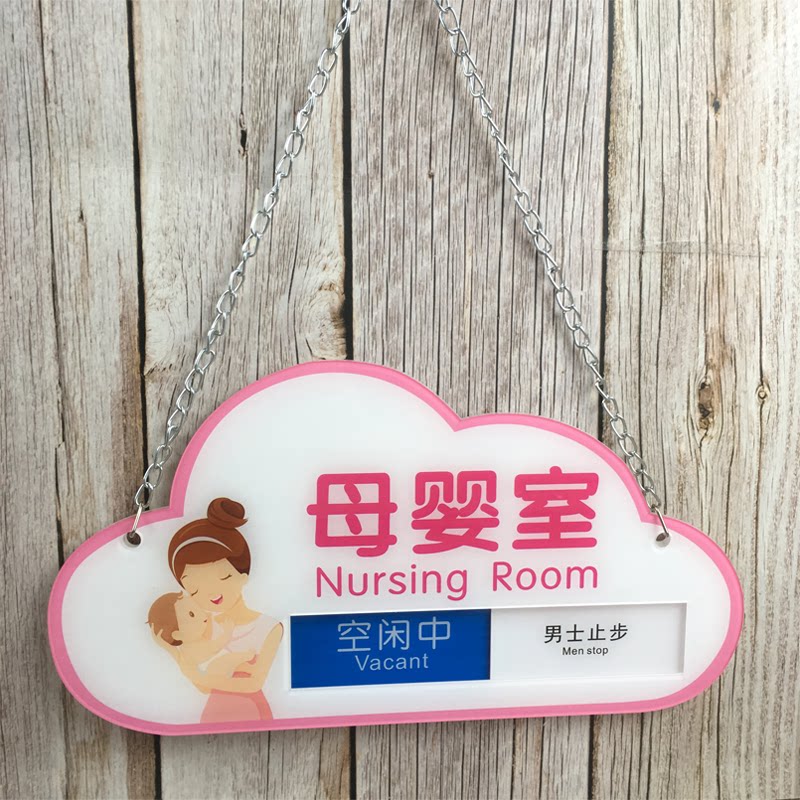 母婴室
Nursing Room
空闲中
Vacant
男士止步
Men stop